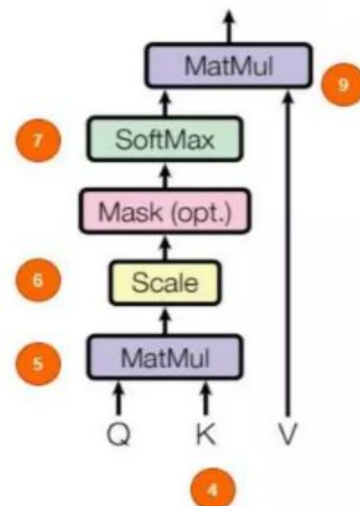 MatMul
9
7
SoftMax
Mask (opt.)
6
Scale
5
MatMul
Q K V
4